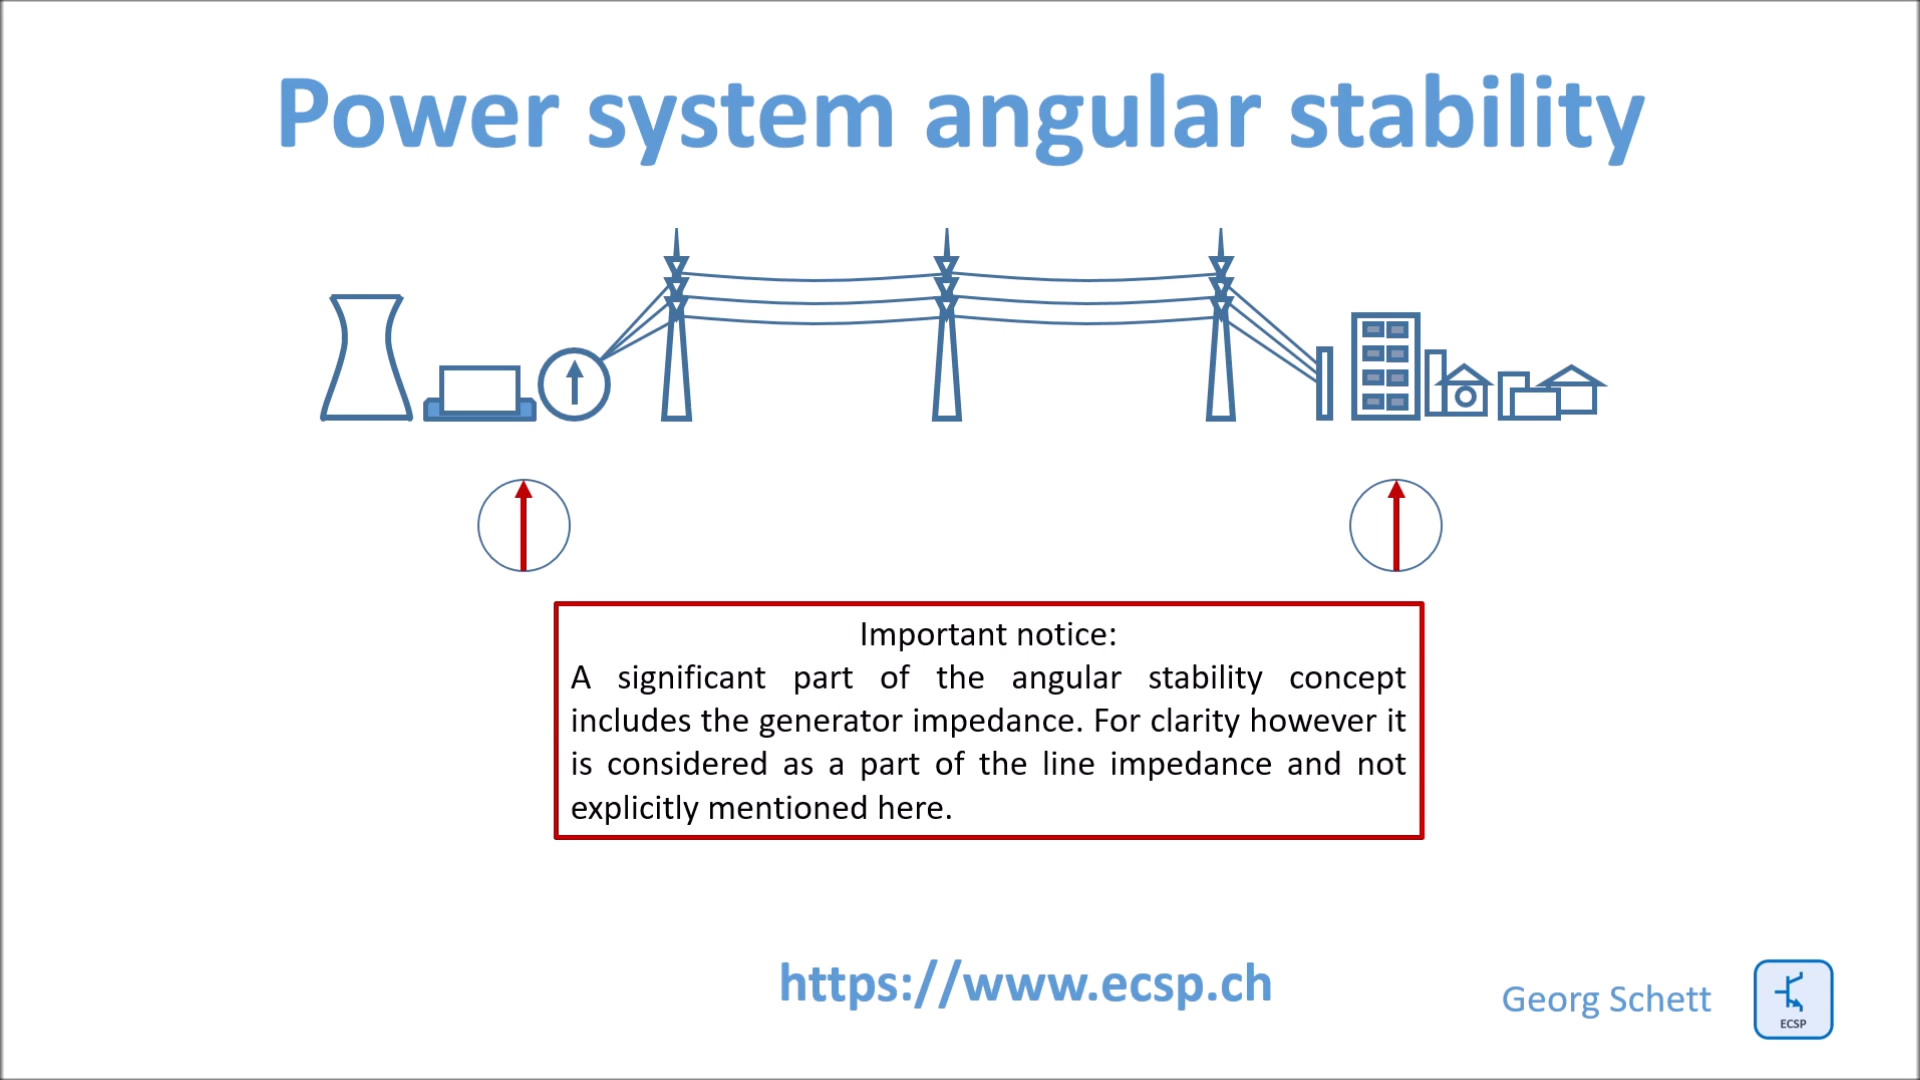 Power system angular stability
Important notice:
A significant part of the angular stability concept
includes the generator impedance. For clarity however it
is considered as a part of the line impedance and not
explicitly mentioned here.
https://www.ecsp.ch
Georg Schett
ECSP